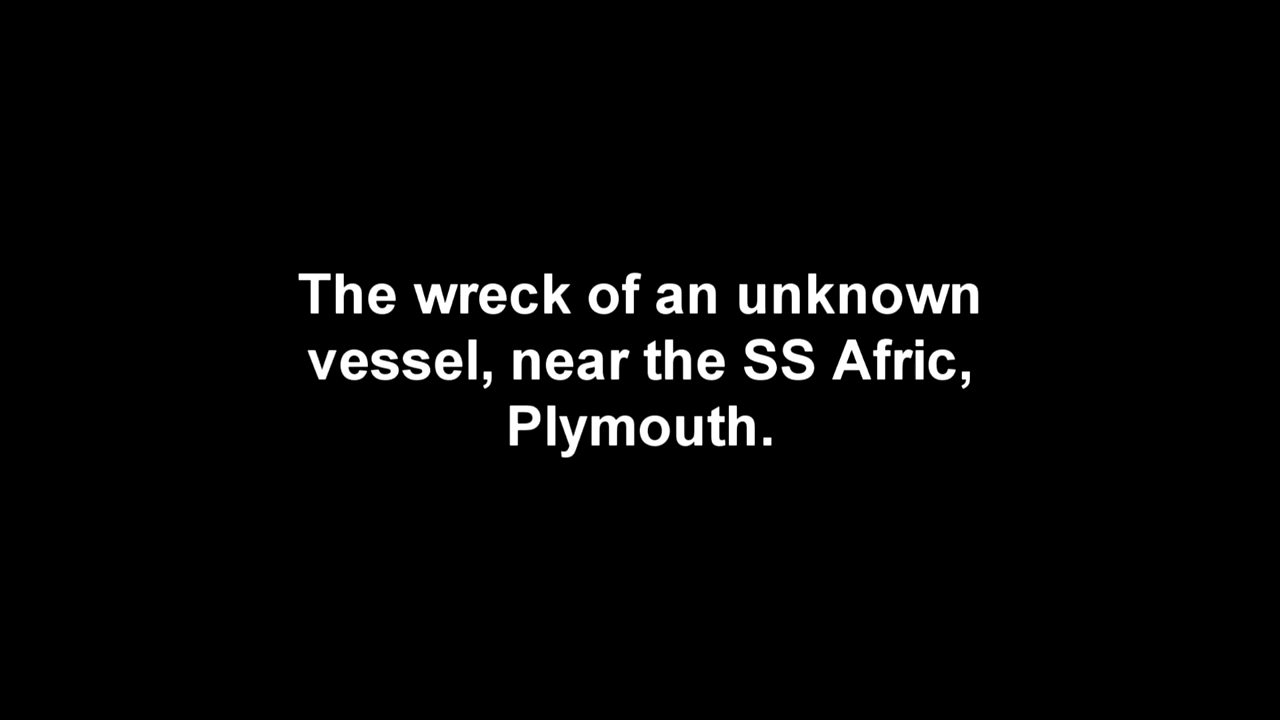 The wreck of an unknown
vessel, near the SS Afric,
Plymouth.